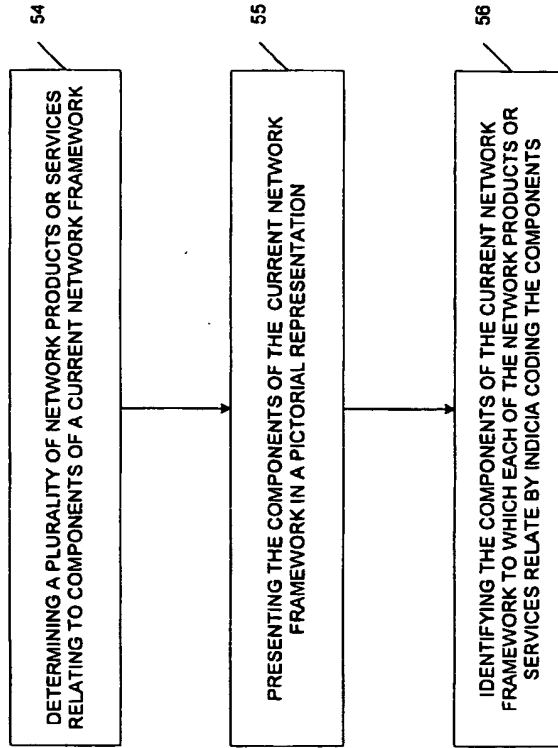 54
DETERMINING A PLURALITY OF NETWORK PRODUCTS OR SERVICES
RELATING TO COMPONENTS OF A CURRENT NETWORK FRAMEWORK
55
PRESENTING THE COMPONENTS OF THE CURRENT NETWORK
FRAMEWORK IN A PICTORIAL REPRESENTATION
56
IDENTIFYING THE COMPONENTS OF THE CURRENT NETWORK
FRAMEWORK TO WHICH EACH OF THE NETWORK PRODUCTS OR
SERVICES RELATE BY INDICIA CODING THE COMPONENTS